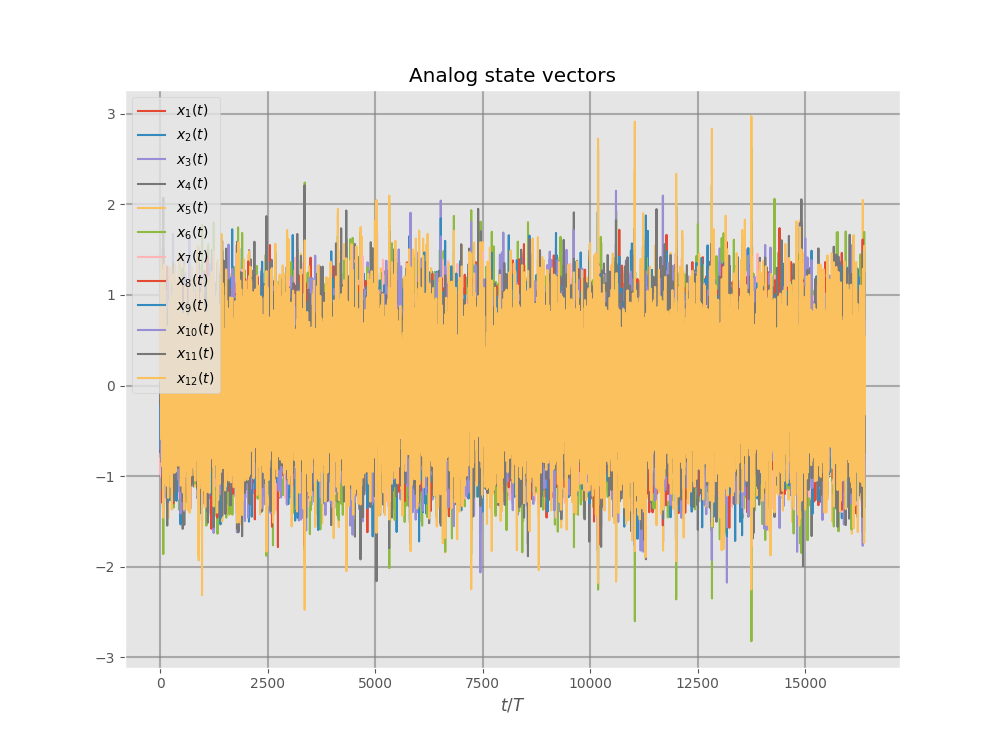 Analog state vectors
x₁(t)
x₂(t)
x₃(t)
x₄(t)
x₅(t)
x₆(t)
x₇(t)
x₈(t)
x₉(t)
x₁₀(t)
x₁₁(t)
x₁₂(t)
3
2
1
0
−1
−2
−3
0 2500 5000 7500 10000 12500 15000
t/T